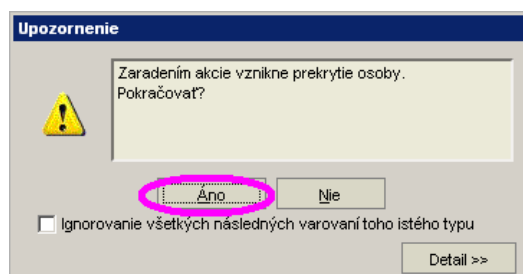 Upozornenie
Zaradením akcie vznikne prekrytie osoby.
Pokračovať?
Áno
Nie
Ignorovanie všetkých následných varovaní toho istého typu
Detail >>